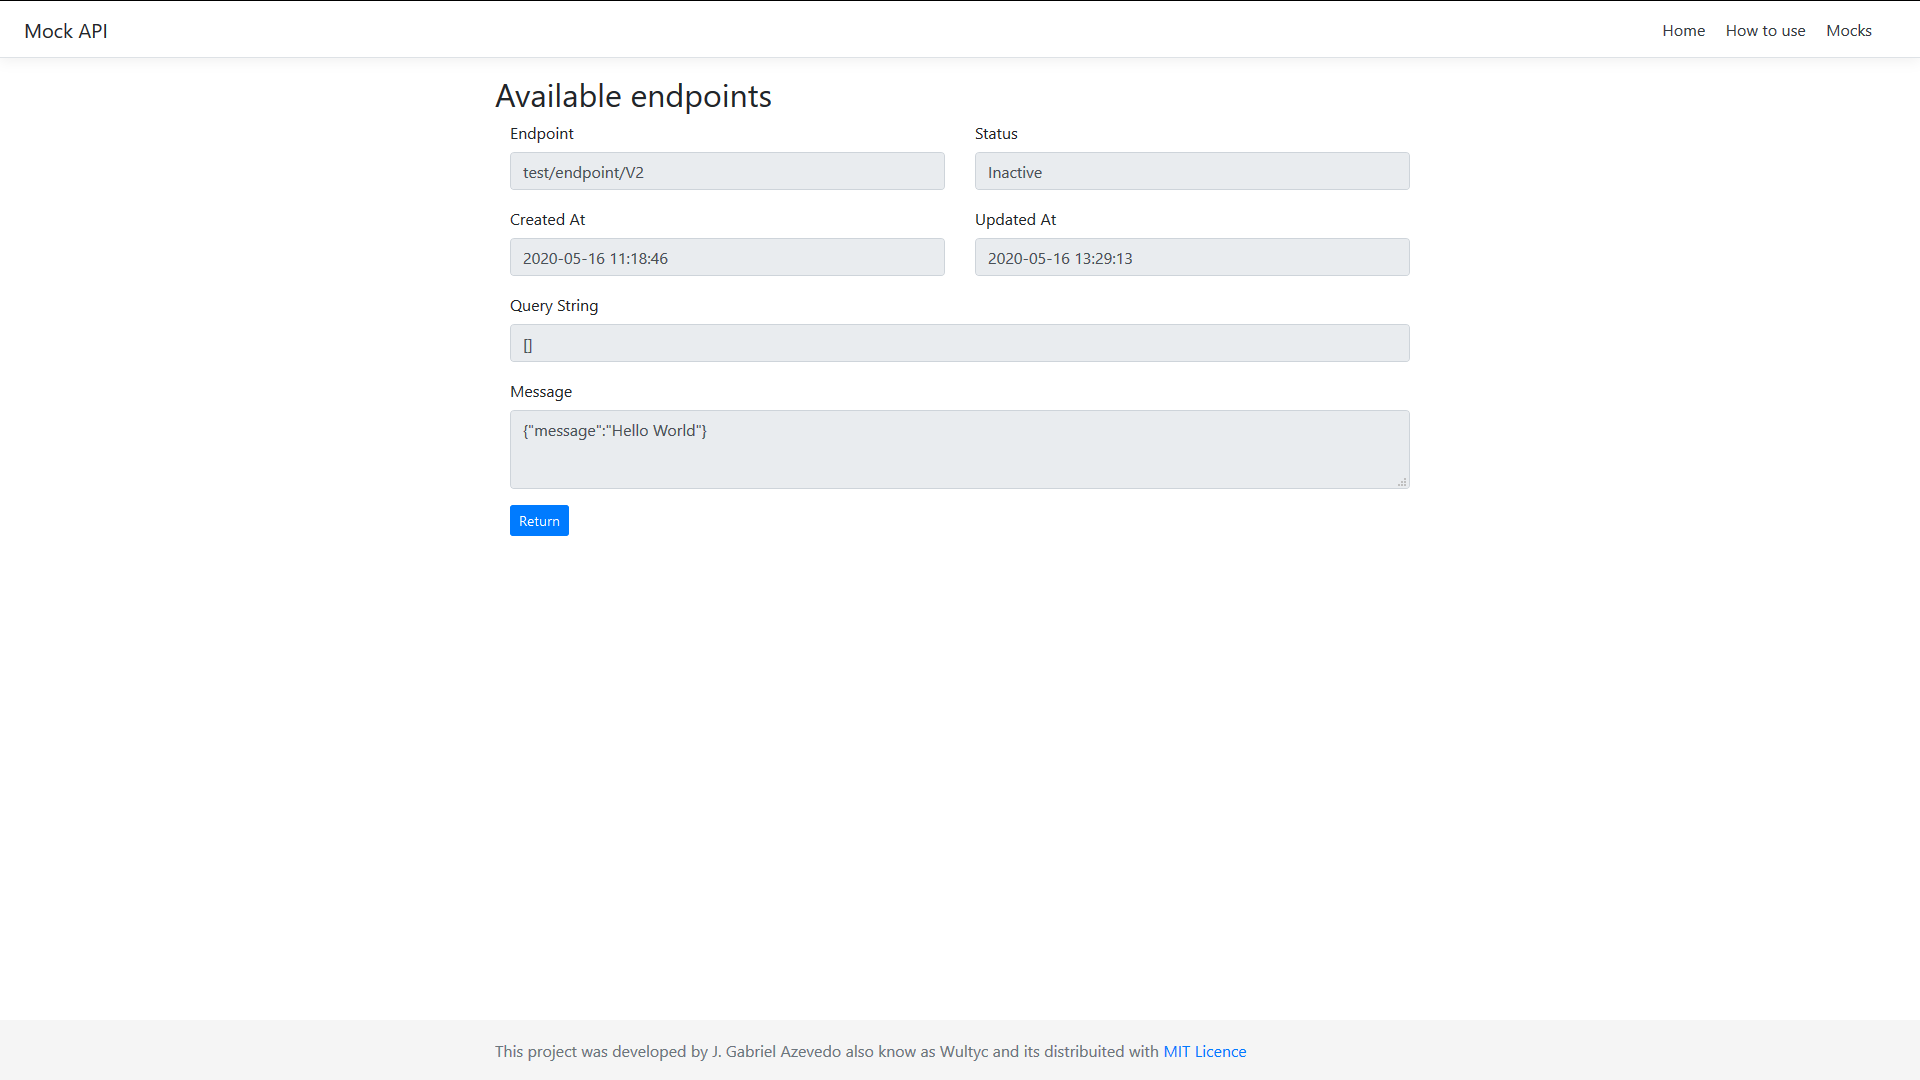 Mock API
Home How to use Mocks
Available endpoints
Endpoint Status
test/endpoint/V2 Inactive
Created At Updated At
2020-05-16 11:18:46 2020-05-16 13:29:13
Query String
[]
Message
{"message":"Hello World"}
Return
This project was developed by J. Gabriel Azevedo also know as Wultyc and its distribuited with MIT Licence